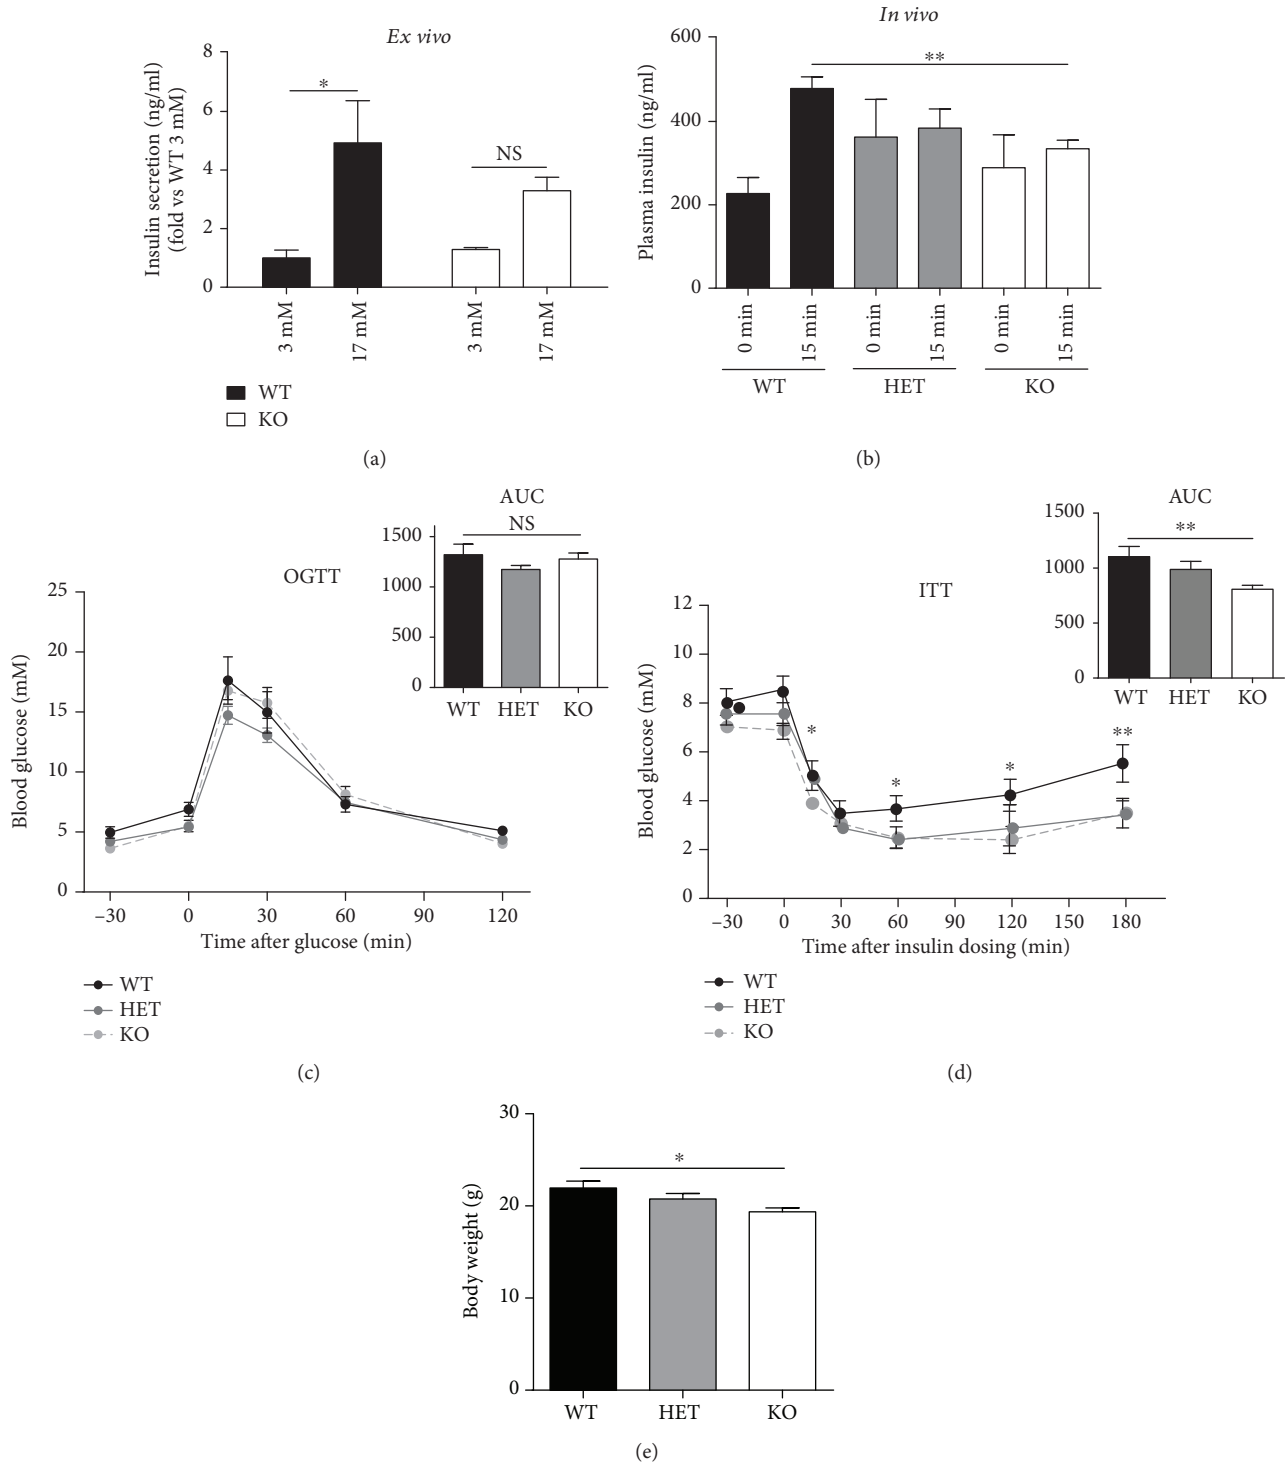 Ex vivo
Insulin secretion (ng/ml)
(fold vs WT 3 mM)
8
6
4
2
0
*
NS
3 mM
17 mM
3 mM
17 mM
WT
KO
(a)
In vivo
Plasma insulin (ng/ml)
600
400
200
0
**
0 min
15 min
0 min
15 min
0 min
15 min
WT
HET
KO
(b)
OGTT
Blood glucose (mM)
25
20
15
10
5
0
−30
0
30
60
90
120
Time after glucose (min)
AUC
NS
1500
1000
500
0
WT
HET
KO
WT
HET
KO
(c)
ITT
Blood glucose (mM)
12
10
8
6
4
2
0
*
*
*
**
−30
0
30
60
90
120
150
180
Time after insulin dosing (min)
AUC
**
1500
1000
500
0
WT
HET
KO
WT
HET
KO
(d)
Body weight (g)
30
20
10
0
*
WT
HET
KO
(e)